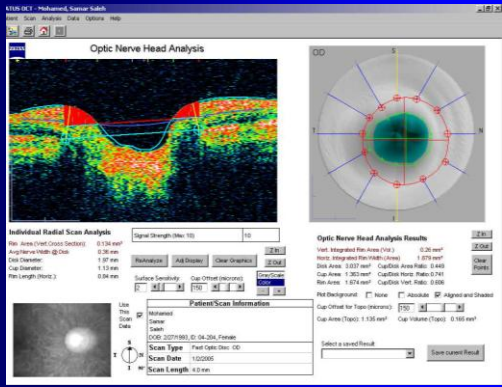 ATUS OCT - Mohamed, Samar Saleh
atient Scan Analysis Data Options Help
ZEISS
Optic Nerve Head Analysis
OD
S
T
N
I
Individual Radial Scan Analysis
Rim Area (Vert.Cross Section): 0.134 mm²
Avg Nerve Width @ Disk: 0.36 mm
Disk Diameter: 1.97 mm
Cup Diameter: 1.13 mm
Rim Length (Horiz.): 0.84 mm
Signal Strength (Max 10) 10
ReAnalyze Adj Display Clear Graphics
Z In
Z Out
Surface Sensitivity: Cup Offset (microns):
2 150
GrayScale
Color
Use
This
Scan
Data
Patient/Scan Information
Mohamed
Samar
Saleh
DOB: 2/27/1993, ID: 04-204, Female
Scan Type Fast Optic Disc OD
Scan Date 1/2/2005
Scan Length 4.0 mm
Optic Nerve Head Analysis Results
Vert. Integrated Rim Area (Vol.) 0.26 mm³
Horiz. Integrated Rim Width (Area) 1.679 mm²
Disk Area: 3.037 mm² Cup/Disk Area Ratio: 0.449
Cup Area: 1.363 mm² Cup/Disk Horiz. Ratio: 0.741
Rim Area: 1.674 mm² Cup/Disk Vert. Ratio: 0.606
Z In
Z Out
Clear
Points
Plot Background: None Absolute Aligned and Shaded
Cup Offset for Topo (microns): 150
Cup Area (Topo): 1.135 mm² Cup Volume (Topo): 0.165 mm³
Select a saved Result
Save current Result